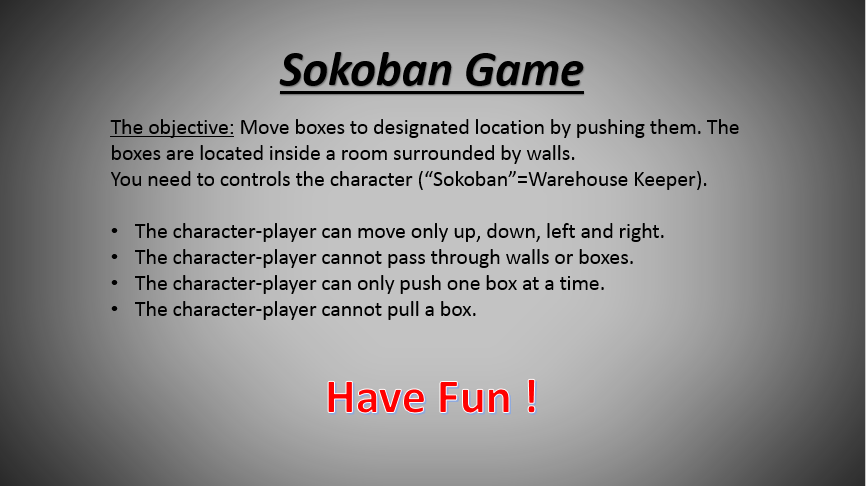 Sokoban Game
The objective: Move boxes to designated location by pushing them. The
boxes are located inside a room surrounded by walls.
You need to controls the character (“Sokoban”=Warehouse Keeper).
• The character-player can move only up, down, left and right.
• The character-player cannot pass through walls or boxes.
• The character-player can only push one box at a time.
• The character-player cannot pull a box.
Have Fun !